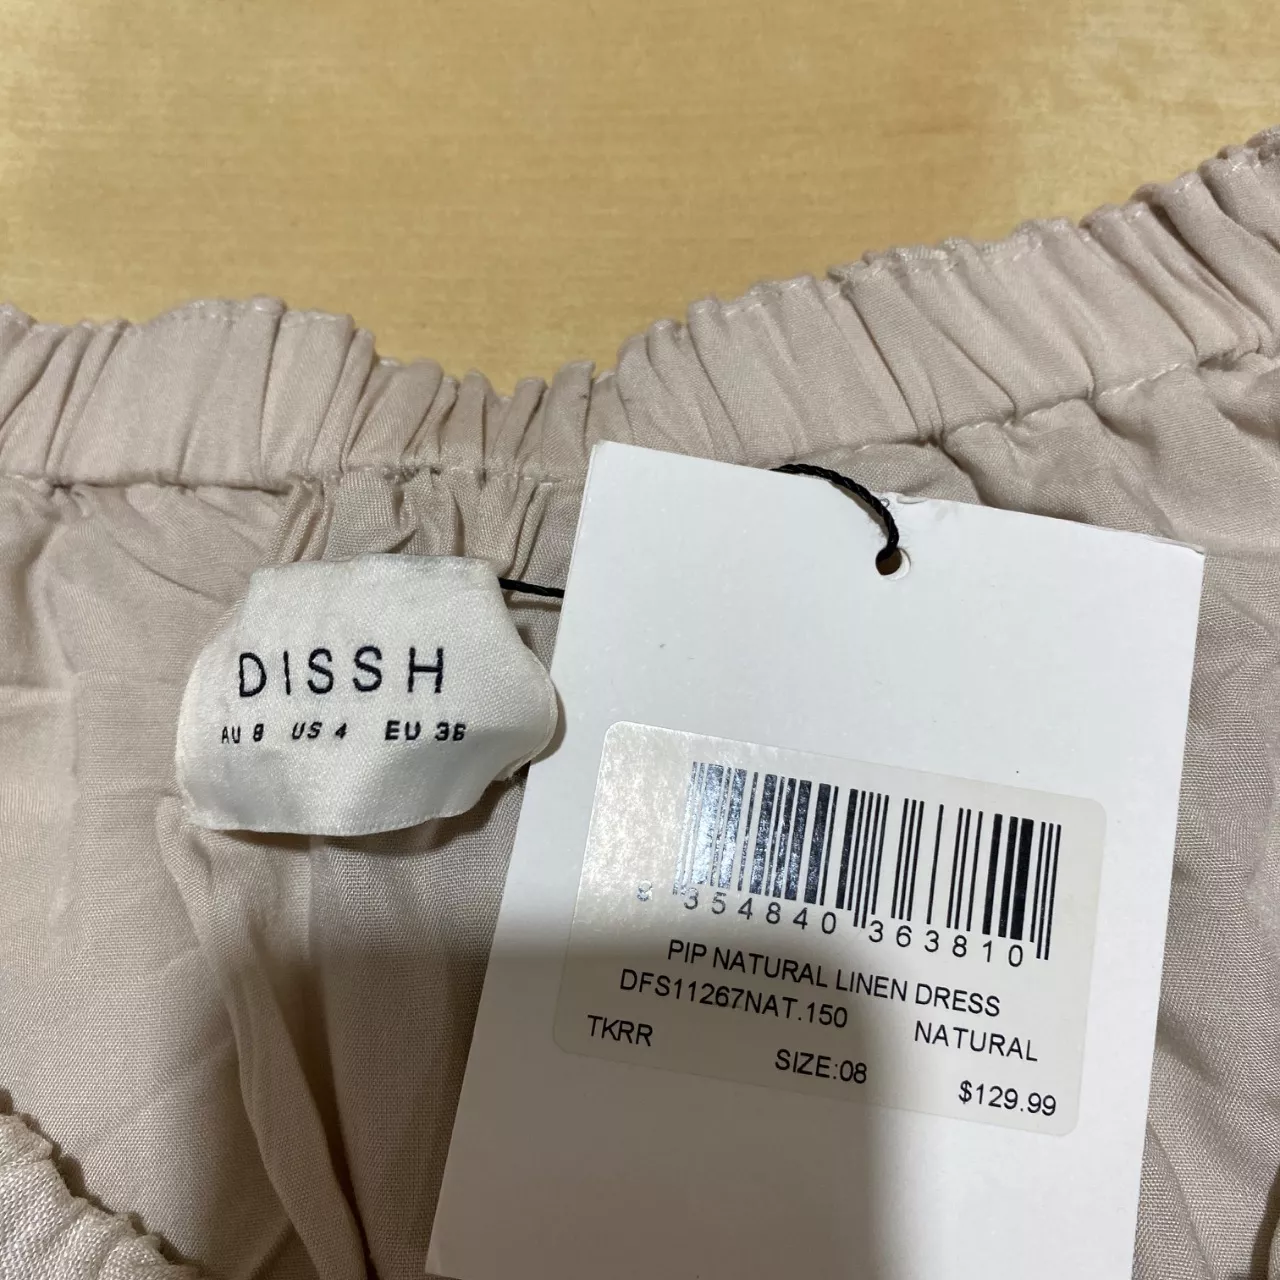 DISSH
AU 8 US 4 EU 36
8 354840 363810
PIP NATURAL LINEN DRESS
DFS11267NAT.150
TKRR NATURAL
SIZE:08
$129.99